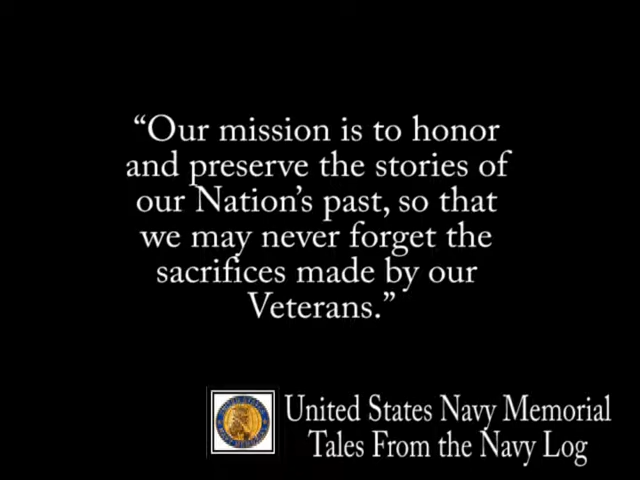 “Our mission is to honor
and preserve the stories of
our Nation’s past, so that
we may never forget the
sacrifices made by our
Veterans.”
United States Navy Memorial
Tales From the Navy Log